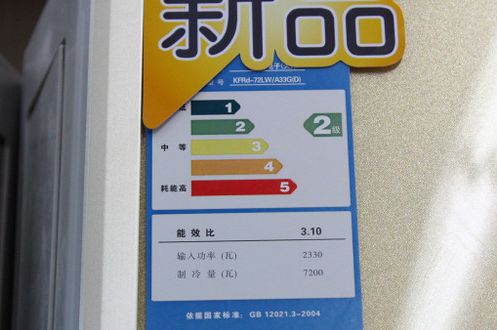 新品
号 KFRd-72LW/A33G(D)
1
2
2级
中 等 3
4
耗能高 5
能 效 比 3.10
输入功率 (瓦) 2330
制 冷 量 (瓦) 7200
依据国家标准: GB 12021.3-2004